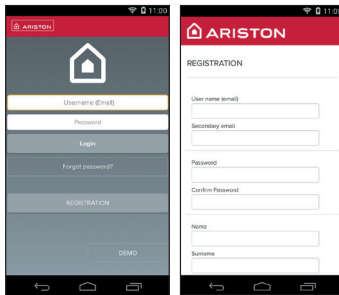 11:00
ARISTON
Username (Email)
Password
Login
Forgot password?
REGISTRATION
DEMO
11:00
ARISTON
REGISTRATION
User name (email)
Secondary email
Password
Confirm Password
Name
Surname